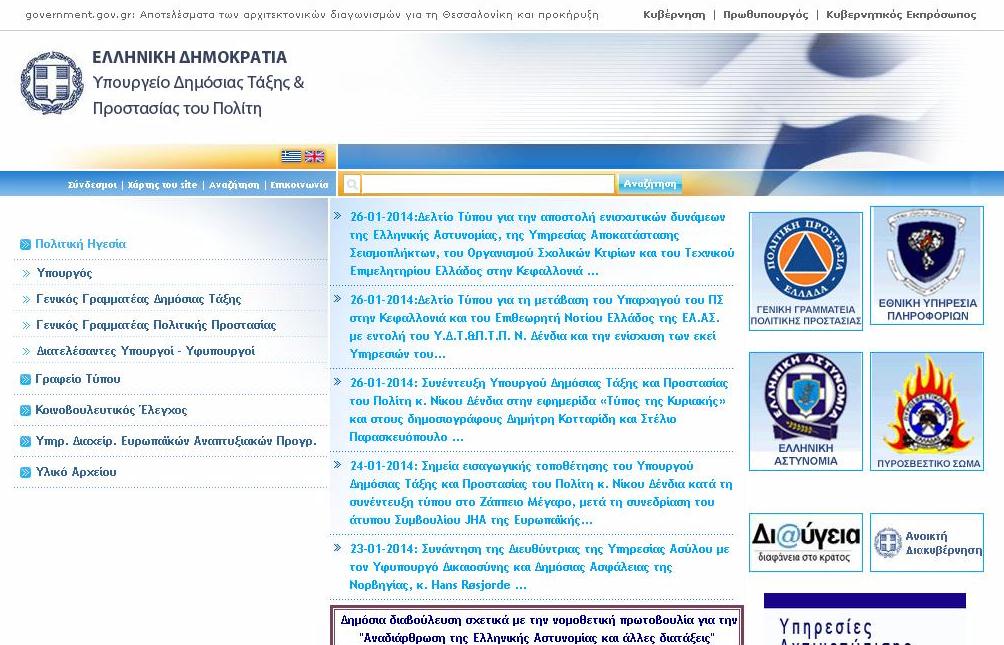 government.gov.gr: Αποτελέσματα των αρχιτεκτονικών διαγωνισμών για τη Θεσσαλονίκη και προκήρυξη
Κυβέρνηση | Πρωθυπουργός | Κυβερνητικός Εκπρόσωπος
ΕΛΛΗΝΙΚΗ ΔΗΜΟΚΡΑΤΙΑ
Υπουργείο Δημόσιας Τάξης &
Προστασίας του Πολίτη
Σύνδεσμοι | Χάρτης του site | Αναζήτηση | Επικοινωνία
Αναζήτηση
Πολιτική Ηγεσία
Υπουργός
Γενικός Γραμματέας Δημόσιας Τάξης
Γενικός Γραμματέας Πολιτικής Προστασίας
Διατελέσαντες Υπουργοί - Υφυπουργοί
Γραφείο Τύπου
Κοινοβουλευτικός Έλεγχος
Υπηρ. Διαχείρ. Ευρωπαϊκών Αναπτυξιακών Προγρ.
Υλικό Αρχείου
26-01-2014:Δελτίο Τύπου για την αποστολή ενισχυτικών δυνάμεων
της Ελληνικής Αστυνομίας, της Υπηρεσίας Αποκατάστασης
Σεισμοπλήκτων, του Οργανισμού Σχολικών Κτιρίων και του Τεχνικού
Επιμελητηρίου Ελλάδος στην Κεφαλλονιά ...
26-01-2014:Δελτίο Τύπου για τη μετάβαση του Υπαρχηγού του ΠΣ
στην Κεφαλλονιά και του Επιθεωρητή Νοτίου Ελλάδος της ΕΛ.ΑΣ.
με εντολή του Υ.Δ.Τ.&Π.Τ.Π. Ν. Δένδια και την ενίσχυση των εκεί
Υπηρεσιών του...
26-01-2014: Συνέντευξη Υπουργού Δημόσιας Τάξης και Προστασίας
του Πολίτη κ. Νίκου Δένδια στην εφημερίδα «Τύπος της Κυριακής»
και στους δημοσιογράφους Δημήτρη Κοτταρίδη και Στέλιο
Παρασκευόπουλο ...
24-01-2014: Σημεία εισαγωγικής τοποθέτησης του Υπουργού
Δημόσιας Τάξης και Προστασίας του Πολίτη κ. Νίκου Δένδια κατά τη
συνέντευξη τύπου στο Ζάππειο Μέγαρο, μετά τη συνεδρίαση του
άτυπου Συμβουλίου JHA της Ευρωπαϊκής...
23-01-2014: Συνάντηση της Διευθύντριας της Υπηρεσίας Ασύλου με
τον Υφυπουργό Δικαιοσύνης και Δημόσιας Ασφάλειας της
Νορβηγίας, κ. Hans Røsjorde ...
Δημόσια διαβούλευση σχετικά με την νομοθετική πρωτοβουλία για την
"Αναδιάρθρωση της Ελληνικής Αστυνομίας και άλλες διατάξεις"
ΠΟΛΙΤΙΚΗ ΠΡΟΣΤΑΣΙΑ
ΕΛΛΑΔΑ
ΓΕΝΙΚΗ ΓΡΑΜΜΑΤΕΙΑ
ΠΟΛΙΤΙΚΗΣ ΠΡΟΣΤΑΣΙΑΣ
ΕΘΝΙΚΗ ΥΠΗΡΕΣΙΑ
ΠΛΗΡΟΦΟΡΙΩΝ
ΕΛΛΗΝΙΚΗ ΑΣΤΥΝΟΜΙΑ
ΕΛΛΗΝΙΚΗ
ΑΣΤΥΝΟΜΙΑ
ΠΥΡΟΣΒΕΣΤΙΚΟ ΣΩΜΑ
Δι@ύγεια
διαφάνεια στο κράτος
Ανοικτή
Διακυβέρνηση
Υπηρεσίες